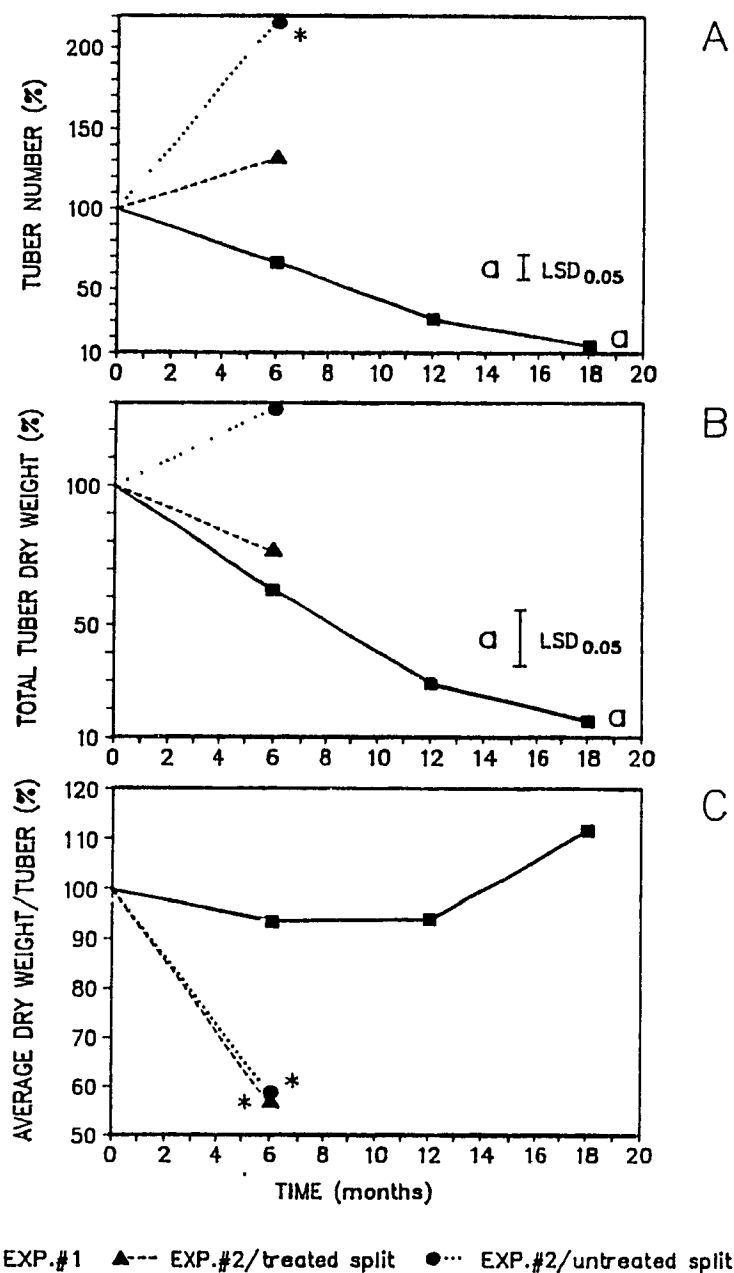 A
TUBER NUMBER (%)
200
150
100
50
10
*
a LSD0.05
a
0 2 4 6 8 10 12 14 16 18 20
B
TOTAL TUBER DRY WEIGHT (%)
100
50
10
a LSD0.05
a
0 2 4 6 8 10 12 14 16 18 20
C
AVERAGE DRY WEIGHT/TUBER (%)
120
110
100
90
80
70
60
50
* *
0 2 4 6 8 10 12 14 16 18 20
TIME (months)
EXP.#1 EXP.#2/treated split EXP.#2/untreated split